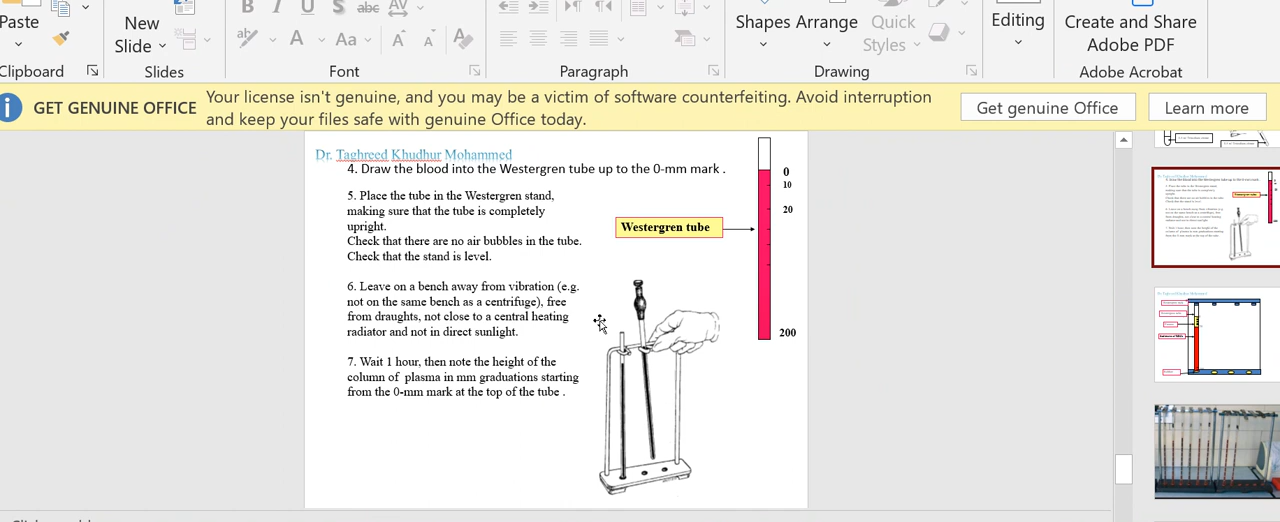 Paste
New
Slide
B I U S abc AV
ab A Aa A A A
Shapes Arrange Quick
Styles
Editing
Create and Share
Adobe PDF
Clipboard
Slides
Font
Paragraph
Drawing
Adobe Acrobat
i GET GENUINE OFFICE Your license isn't genuine, and you may be a victim of software counterfeiting. Avoid interruption
and keep your files safe with genuine Office today.
Get genuine Office
Learn more
Dr. Taghreed Khudhur Mohammed
4. Draw the blood into the Westergren tube up to the 0-mm mark .
5. Place the tube in the Westergren stand,
making sure that the tube is completely
upright.
Check that there are no air bubbles in the tube.
Check that the stand is level.
6. Leave on a bench away from vibration (e.g.
not on the same bench as a centrifuge), free
from draughts, not close to a central heating
radiator and not in direct sunlight.
7. Wait 1 hour, then note the height of the
column of plasma in mm graduations starting
from the 0-mm mark at the top of the tube .
Westergren tube
0
10
20
200